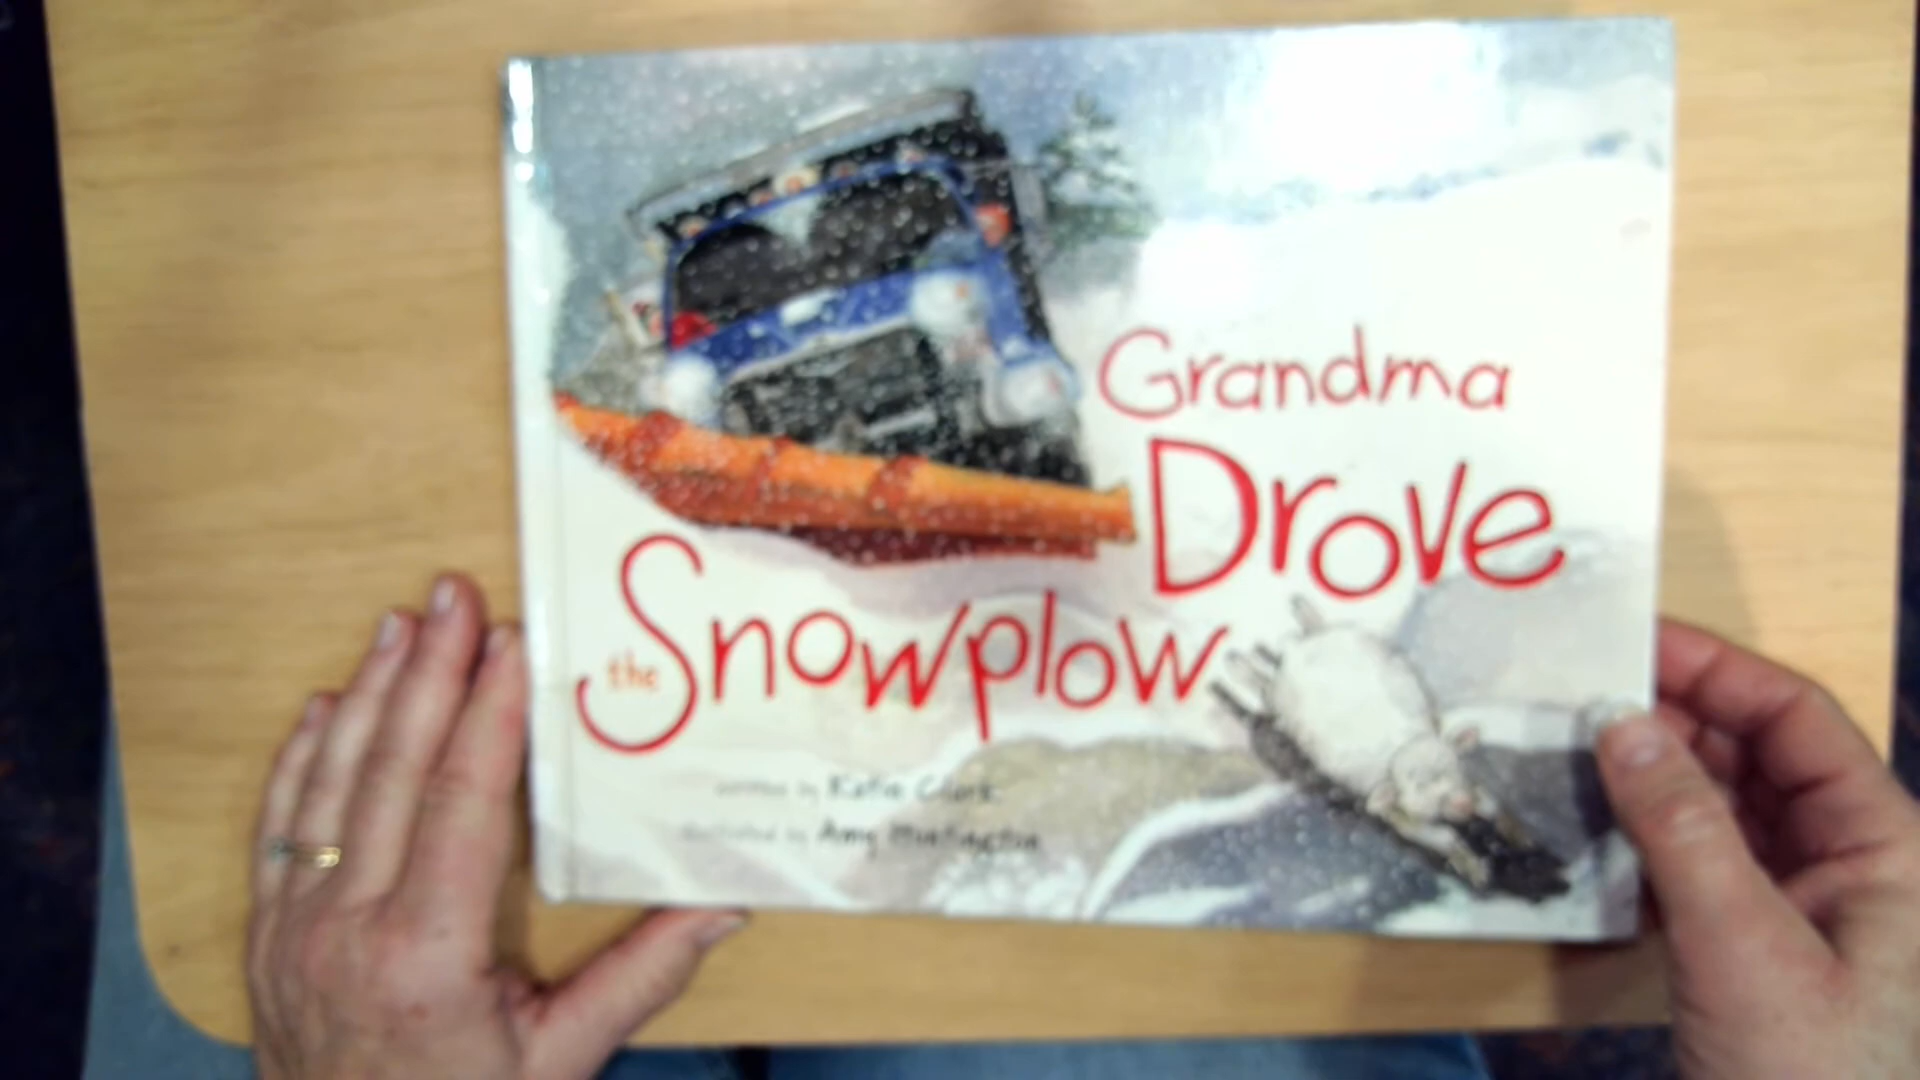 Grandma
Drove
the Snowplow
written by Katie Clark
illustrated by Amy Huntington